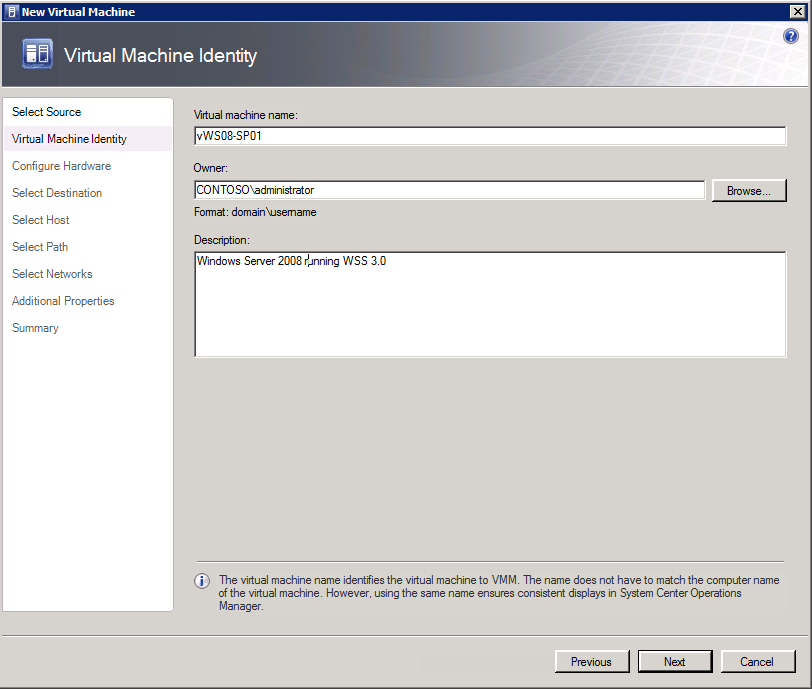 New Virtual Machine
Virtual Machine Identity
Select Source
Virtual Machine Identity
Configure Hardware
Select Destination
Select Host
Select Path
Select Networks
Additional Properties
Summary
Virtual machine name:
vWS08-SP01
Owner:
CONTOSO\administrator
Browse...
Format: domain\username
Description:
Windows Server 2008 running WSS 3.0
The virtual machine name identifies the virtual machine to VMM. The name does not have to match the computer name
of the virtual machine. However, using the same name ensures consistent displays in System Center Operations
Manager.
Previous
Next
Cancel